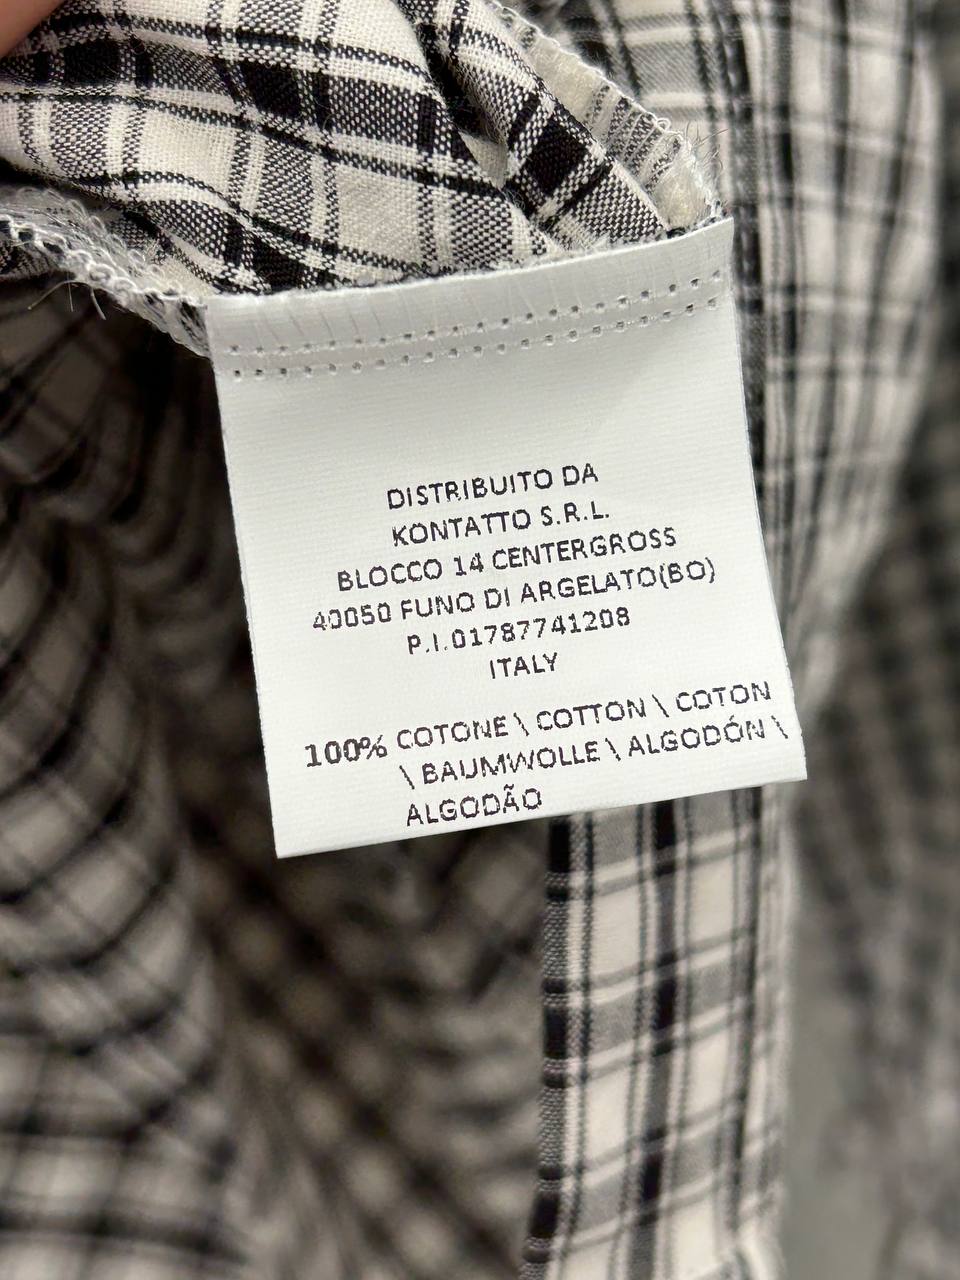 DISTRIBUITO DA
KONTATTO S.R.L.
BLOCCO 14 CENTERGROSS
40050 FUNO DI ARGELATO(BO)
P.I.01787741208
ITALY
100% COTONE \ COTTON \ COTON
\ BAUMWOLLE \ ALGODÓN \
ALGODÃO